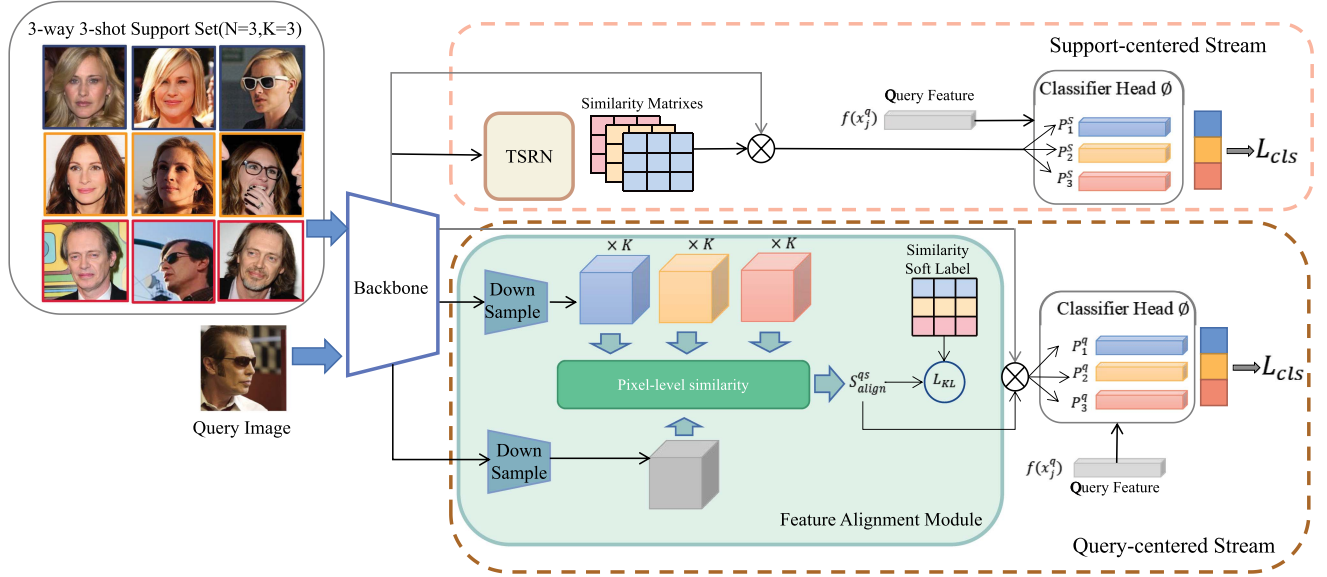 3-way 3-shot Support Set(N=3,K=3)
Support-centered Stream
Similarity Matrixes
TSRN
Query Feature
f(x_j^q)
Classifier Head Ø
P_1^S
P_2^S
P_3^S
L_cls
Backbone
Query Image
Down
Sample
× K
× K
× K
Similarity
Soft Label
Pixel-level similarity
S_align^qs
L_KL
Down
Sample
Feature Alignment Module
Classifier Head Ø
P_1^q
P_2^q
P_3^q
L_cls
f(x_j^q)
Query Feature
Query-centered Stream